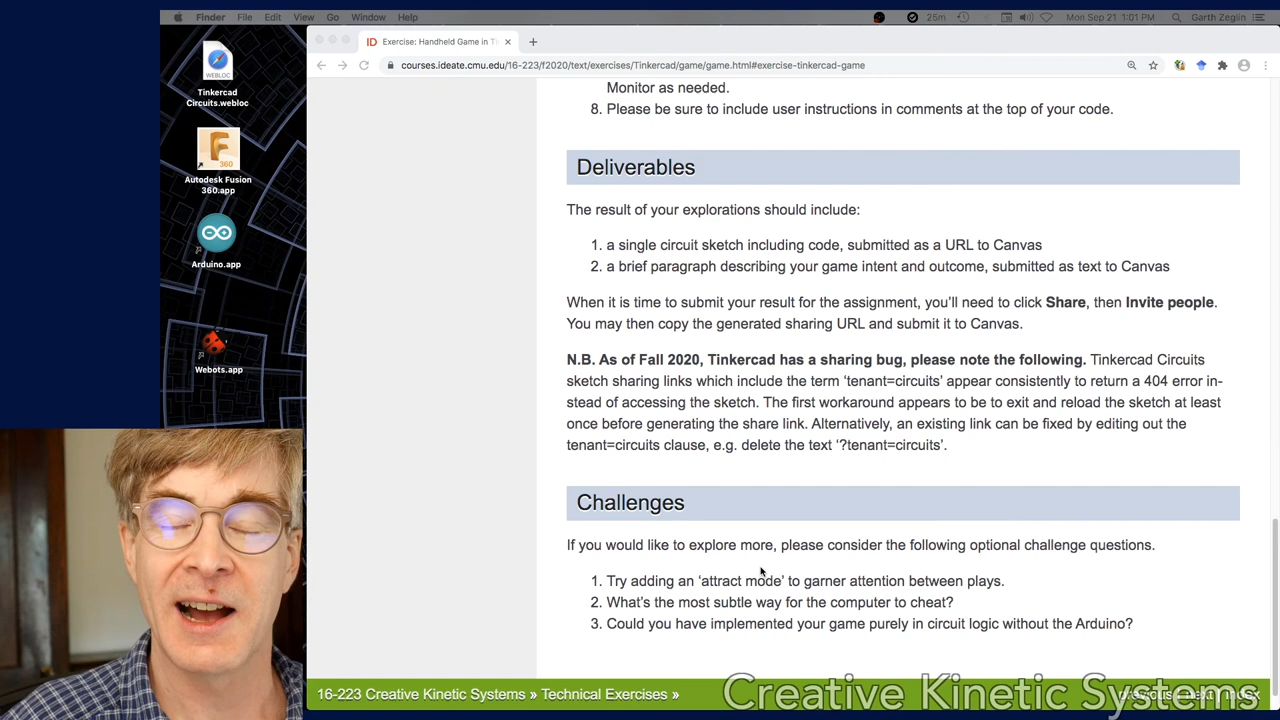 Finder File Edit View Go Window Help
25m
Mon Sep 21 1:01 PM
Garth Zeglin
Exercise: Handheld Game in Ti
courses.ideate.cmu.edu/16-223/f2020/text/exercises/Tinkercad/game/game.html#exercise-tinkercad-game
WEBLOC
Tinkercad
Circuits.webloc
360
Autodesk Fusion
360.app
Arduino.app
Webots.app
Monitor as needed.
8. Please be sure to include user instructions in comments at the top of your code.
Deliverables
The result of your explorations should include:
1. a single circuit sketch including code, submitted as a URL to Canvas
2. a brief paragraph describing your game intent and outcome, submitted as text to Canvas
When it is time to submit your result for the assignment, you’ll need to click Share, then Invite people.
You may then copy the generated sharing URL and submit it to Canvas.
N.B. As of Fall 2020, Tinkercad has a sharing bug, please note the following. Tinkercad Circuits
sketch sharing links which include the term ‘tenant=circuits’ appear consistently to return a 404 error in-
stead of accessing the sketch. The first workaround appears to be to exit and reload the sketch at least
once before generating the share link. Alternatively, an existing link can be fixed by editing out the
tenant=circuits clause, e.g. delete the text ‘?tenant=circuits’.
Challenges
If you would like to explore more, please consider the following optional challenge questions.
1. Try adding an ‘attract mode’ to garner attention between plays.
2. What’s the most subtle way for the computer to cheat?
3. Could you have implemented your game purely in circuit logic without the Arduino?
16-223 Creative Kinetic Systems » Technical Exercises »
previous | next | index
Creative Kinetic Systems